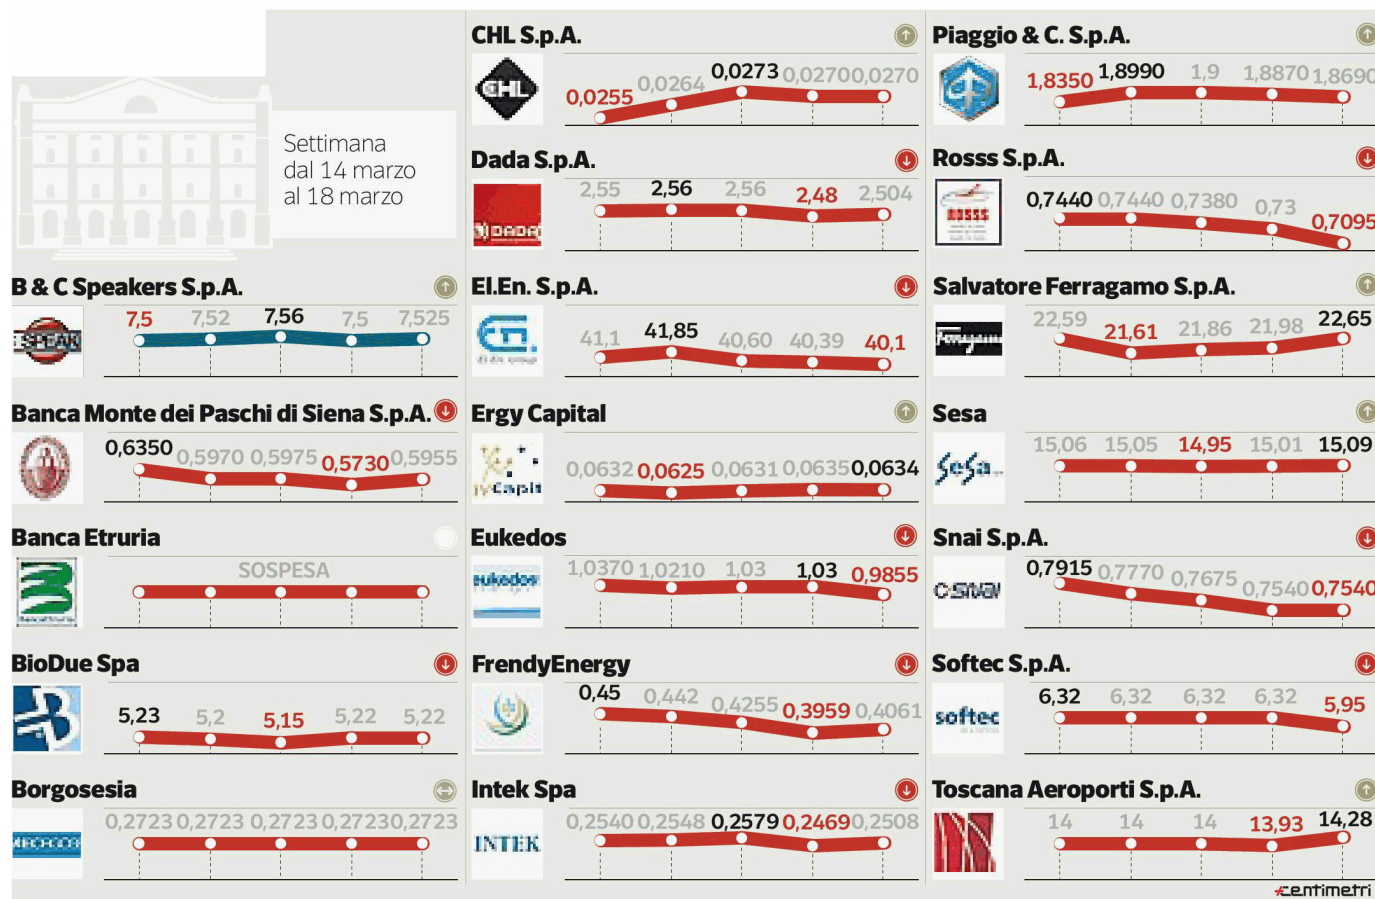 Settimana
dal 14 marzo
al 18 marzo
B & C Speakers S.p.A.
SPEAK
7,5 7,52 7,56 7,5 7,525
Banca Monte dei Paschi di Siena S.p.A.
0,6350 0,5970 0,5975 0,5730 0,5955
Banca Etruria
SOSPESA
BancaEtruria
BioDue Spa
5,23 5,2 5,15 5,22 5,22
Borgosesia
0,2723 0,2723 0,2723 0,2723 0,2723
CHL S.p.A.
CHL
0,0255 0,0264 0,0273 0,0270 0,0270
Dada S.p.A.
DADA
2,55 2,56 2,56 2,48 2,504
El.En. S.p.A.
41,1 41,85 40,60 40,39 40,1
Ergy Capital
0,0632 0,0625 0,0631 0,0635 0,0634
Eukedos
eukedos
1,0370 1,0210 1,03 1,03 0,9855
FrendyEnergy
0,45 0,442 0,4255 0,3959 0,4061
Intek Spa
INTEK
0,2540 0,2548 0,2579 0,2469 0,2508
Piaggio & C. S.p.A.
1,8350 1,8990 1,9 1,8870 1,8690
Rosss S.p.A.
ROSSS
0,7440 0,7440 0,7380 0,73 0,7095
Salvatore Ferragamo S.p.A.
22,59 21,61 21,86 21,98 22,65
Sesa
SeSa
15,06 15,05 14,95 15,01 15,09
Snai S.p.A.
SNAI
0,7915 0,7770 0,7675 0,7540 0,7540
Softec S.p.A.
softec
6,32 6,32 6,32 6,32 5,95
Toscana Aeroporti S.p.A.
14 14 14 13,93 14,28
centimetri